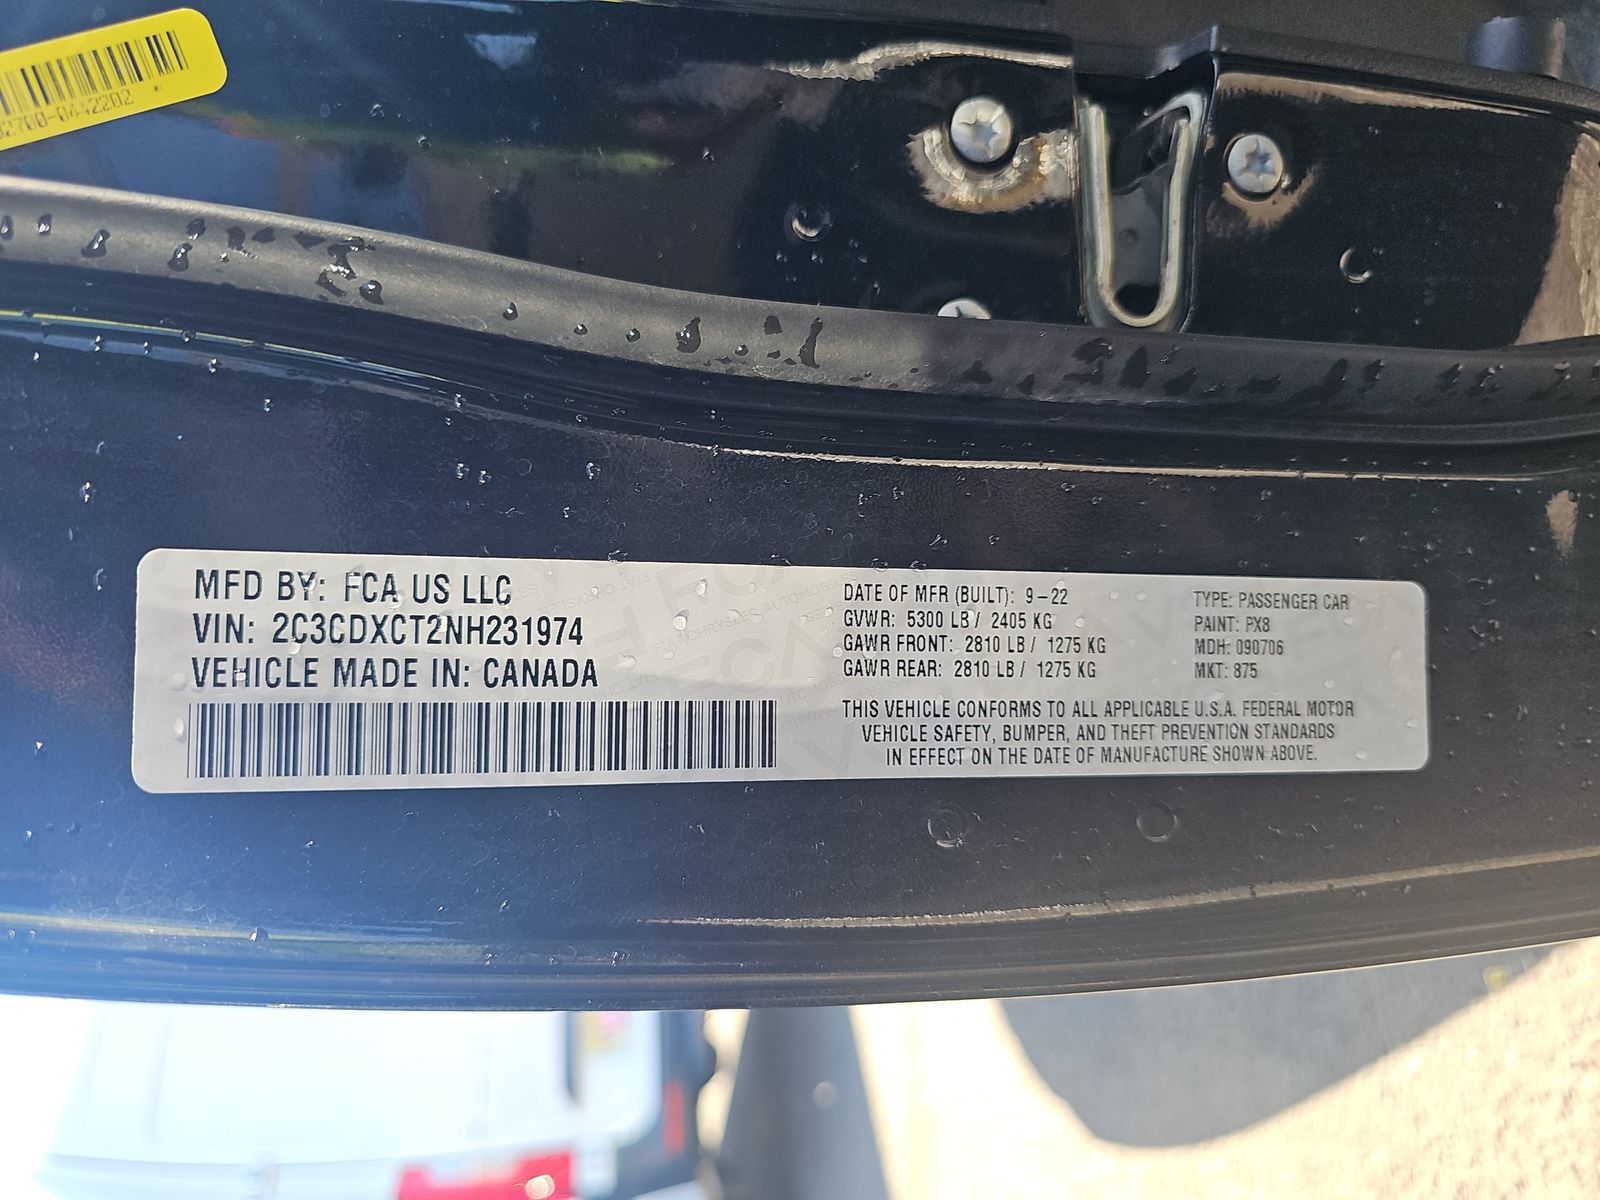 0442202
MFD BY: FCA US LLC
VIN: 2C3CDXCT2NH231974
VEHICLE MADE IN: CANADA
DATE OF MFR (BUILT): 9-22
GVWR: 5300 LB / 2405 KG
GAWR FRONT: 2810 LB / 1275 KG
GAWR REAR: 2810 LB / 1275 KG
TYPE: PASSENGER CAR
PAINT: PX8
MDH: 090706
MKT: 875
THIS VEHICLE CONFORMS TO ALL APPLICABLE U.S.A. FEDERAL MOTOR
VEHICLE SAFETY, BUMPER, AND THEFT PREVENTION STANDARDS
IN EFFECT ON THE DATE OF MANUFACTURE SHOWN ABOVE.